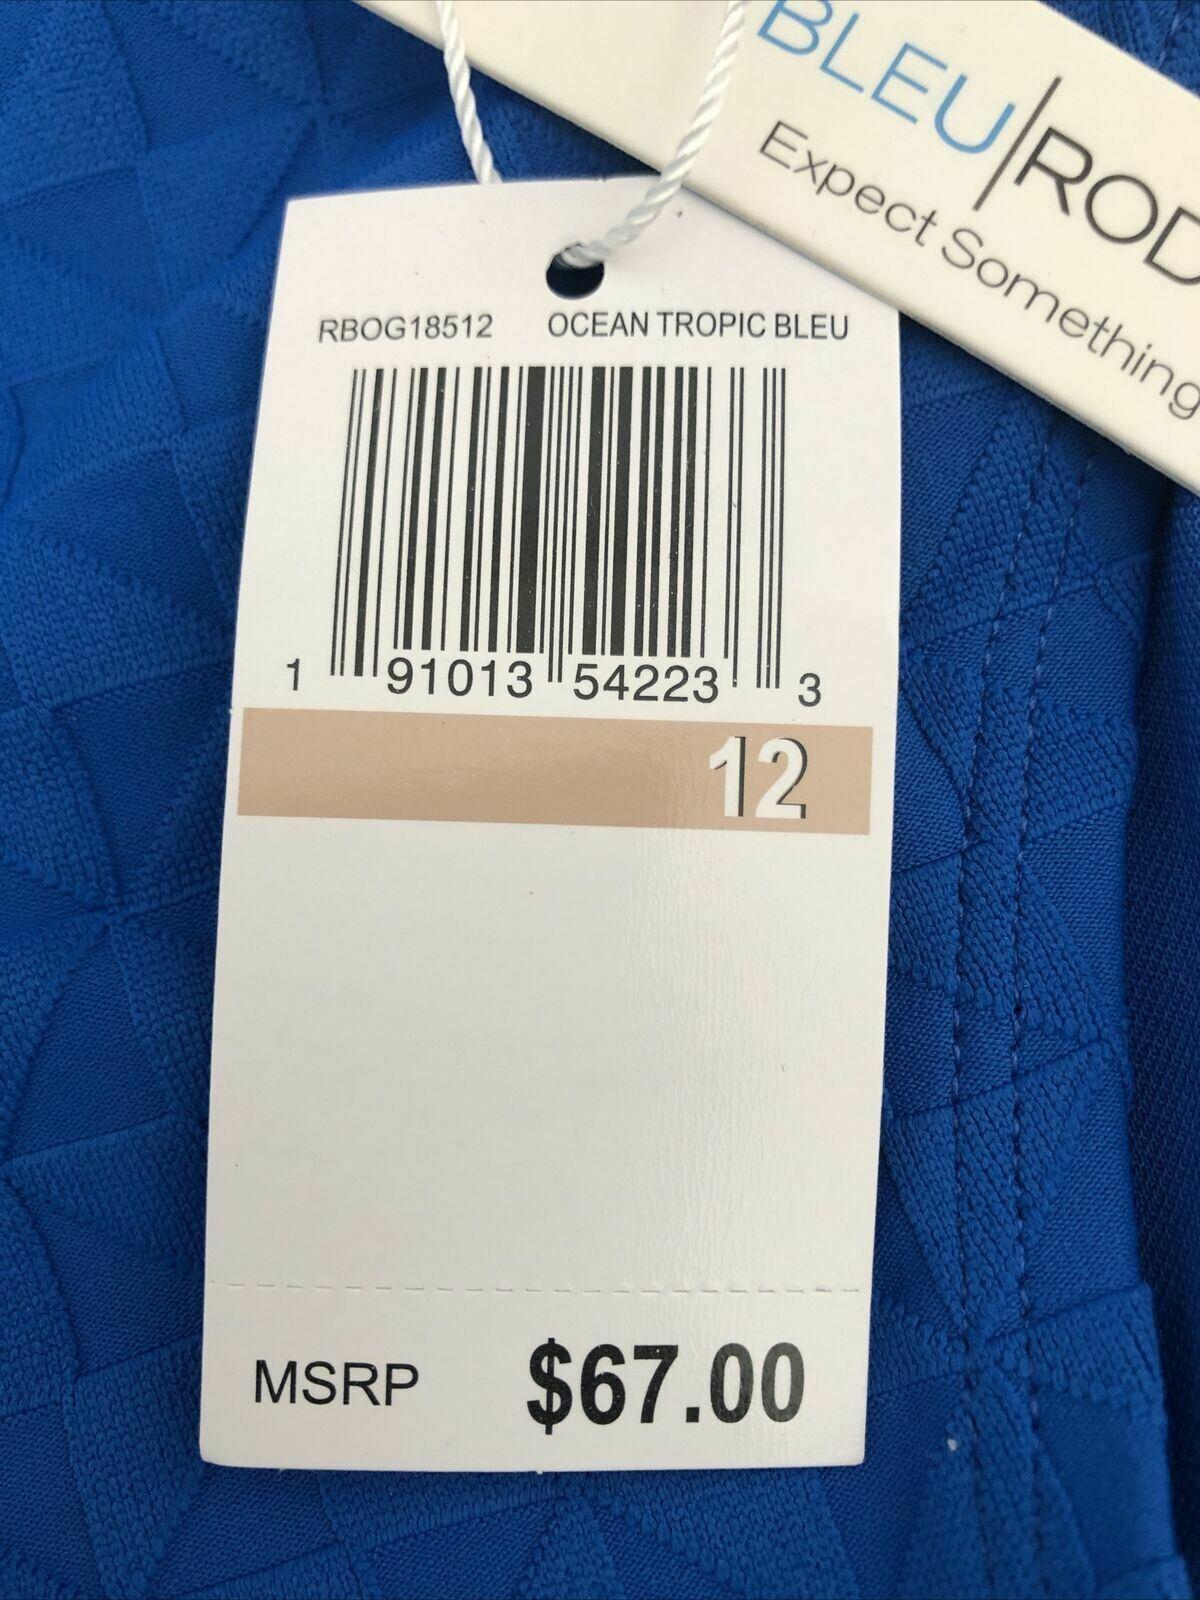 BLEU|ROD
Expect Something
RBOG18512 OCEAN TROPIC BLEU
1 91013 54223 3
12
MSRP $67.00